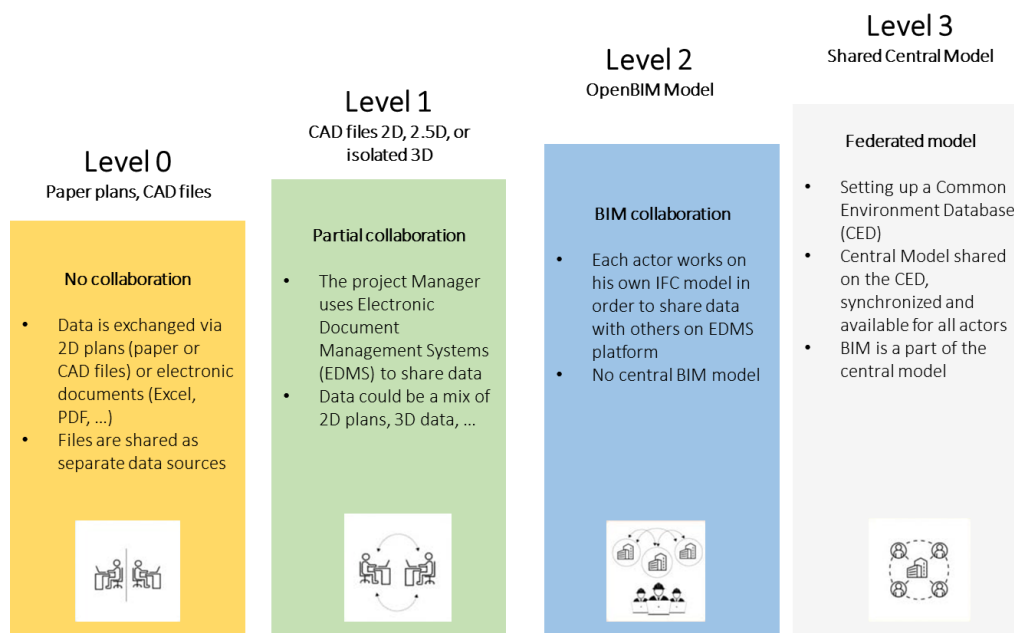 Level 0
Paper plans, CAD files
No collaboration
• Data is exchanged via
2D plans (paper or
CAD files) or electronic
documents (Excel,
PDF, ...)
• Files are shared as
separate data sources
Level 1
CAD files 2D, 2.5D, or
isolated 3D
Partial collaboration
• The project Manager
uses Electronic
Document
Management Systems
(EDMS) to share data
• Data could be a mix of
2D plans, 3D data, ...
Level 2
OpenBIM Model
BIM collaboration
• Each actor works on
his own IFC model in
order to share data
with others on EDMS
platform
• No central BIM model
Level 3
Shared Central Model
Federated model
• Setting up a Common
Environment Database
(CED)
• Central Model shared
on the CED,
synchronized and
available for all actors
• BIM is a part of the
central model